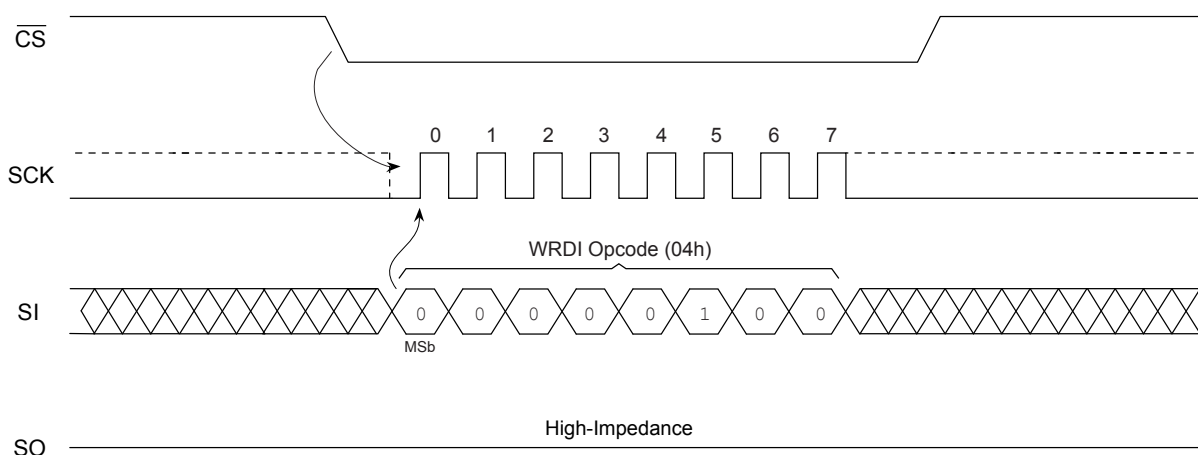 CS
0 1 2 3 4 5 6 7
SCK
WRDI Opcode (04h)
SI
0 0 0 0 0 1 0 0
MSb
High-Impedance
SO